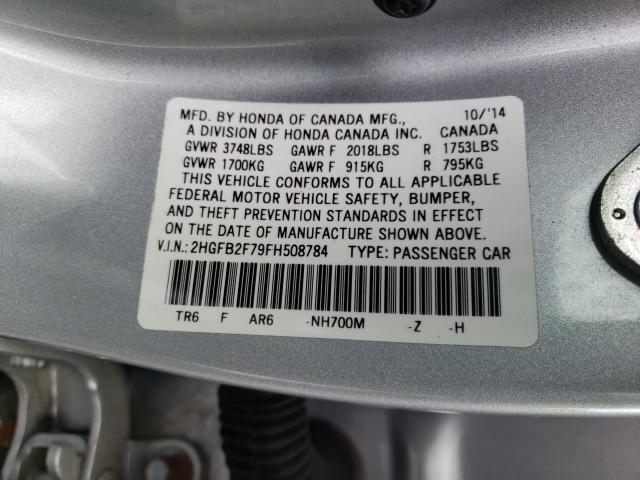 MFD. BY HONDA OF CANADA MFG., 10/'14
A DIVISION OF HONDA CANADA INC. CANADA
GVWR 3748LBS GAWR F 2018LBS R 1753LBS
GVWR 1700KG GAWR F 915KG R 795KG
THIS VEHICLE CONFORMS TO ALL APPLICABLE
FEDERAL MOTOR VEHICLE SAFETY, BUMPER,
AND THEFT PREVENTION STANDARDS IN EFFECT
ON THE DATE OF MANUFACTURE SHOWN ABOVE.
V.I.N.: 2HGFB2F79FH508784 TYPE: PASSENGER CAR
TR6 F AR6 -NH700M -Z -H